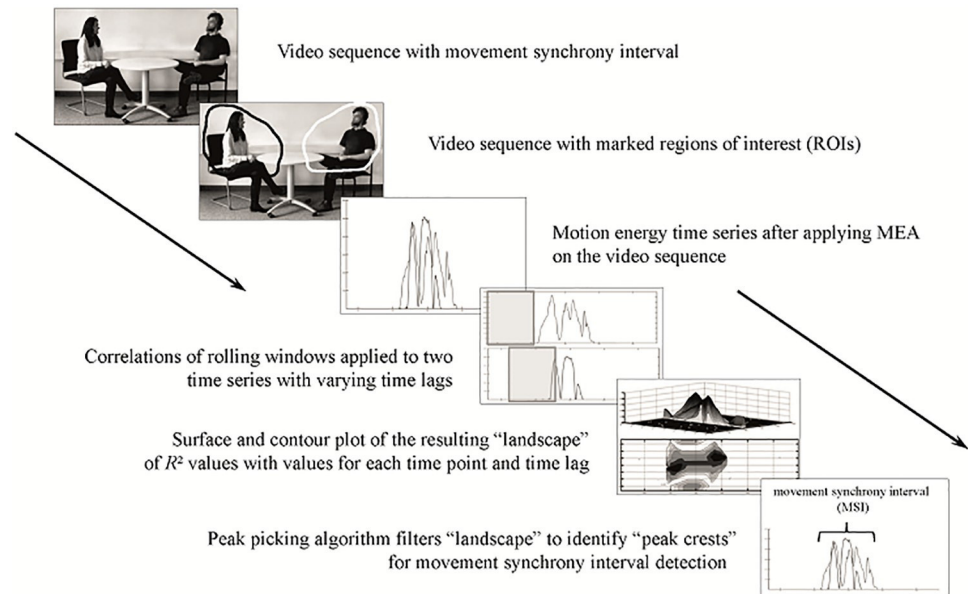 Video sequence with movement synchrony interval
Video sequence with marked regions of interest (ROIs)
Motion energy time series after applying MEA
on the video sequence
Correlations of rolling windows applied to two
time series with varying time lags
Surface and contour plot of the resulting “landscape”
of R² values with values for each time point and time lag
movement synchrony interval
(MSI)
Peak picking algorithm filters “landscape” to identify “peak crests”
for movement synchrony interval detection